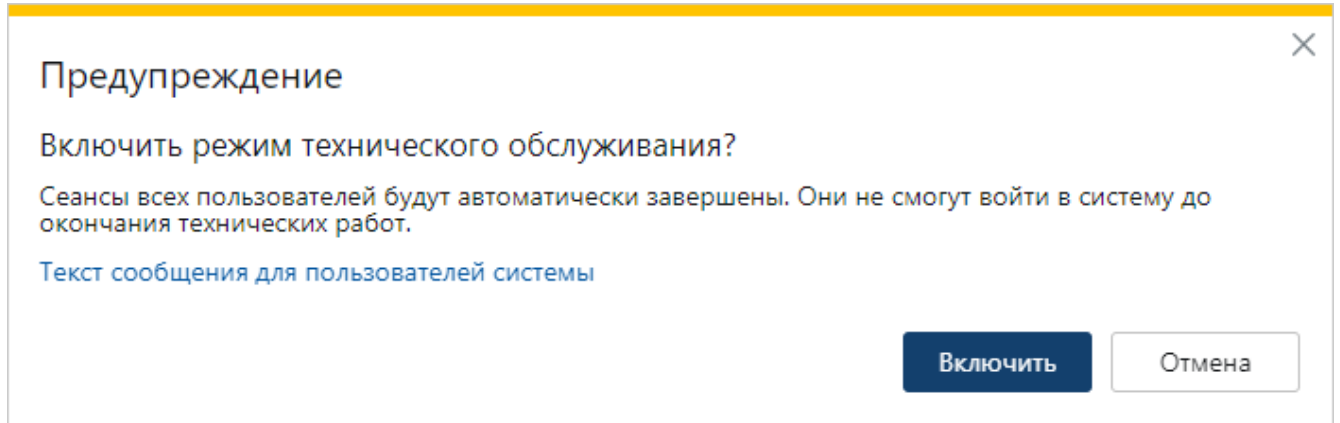 Предупреждение
Включить режим технического обслуживания?
Сеансы всех пользователей будут автоматически завершены. Они не смогут войти в систему до
окончания технических работ.
Текст сообщения для пользователей системы
Включить
Отмена